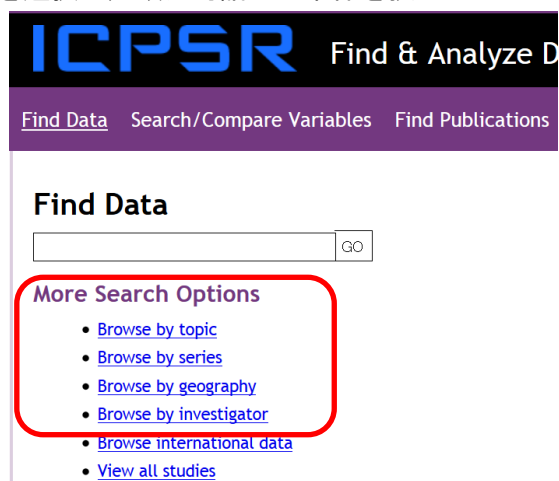 ICPSR Find & Analyze D
Find Data Search/Compare Variables Find Publications
Find Data
GO
More Search Options
• Browse by topic
• Browse by series
• Browse by geography
• Browse by investigator
• Browse international data
• View all studies